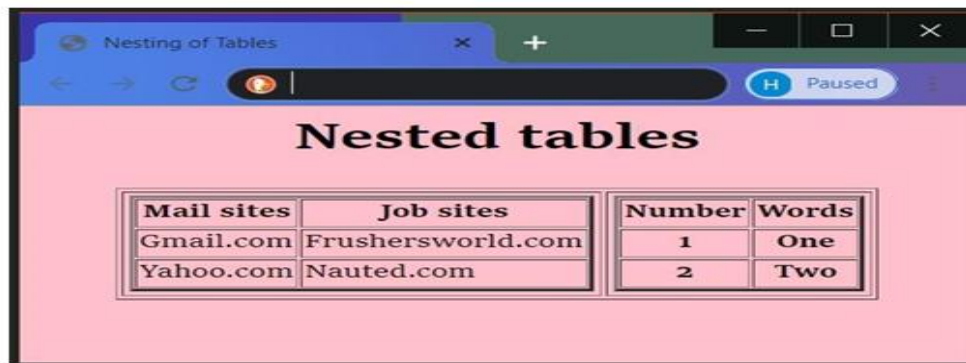 Nesting of Tables
H Paused
Nested tables
Mail sites Job sites Number Words
Gmail.com Frushersworld.com 1 One
Yahoo.com Nauted.com 2 Two